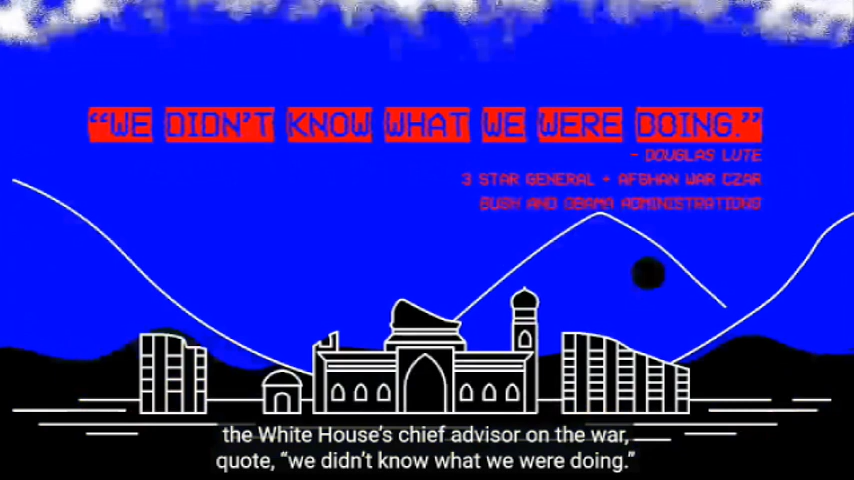 “WE DIDN’T KNOW WHAT WE WERE DOING.”
- DOUGLAS LUTE
3 STAR GENERAL + AFGHAN WAR CZAR
BUSH AND OBAMA ADMINISTRATIONS
the White House’s chief advisor on the war,
quote, “we didn’t know what we were doing.”